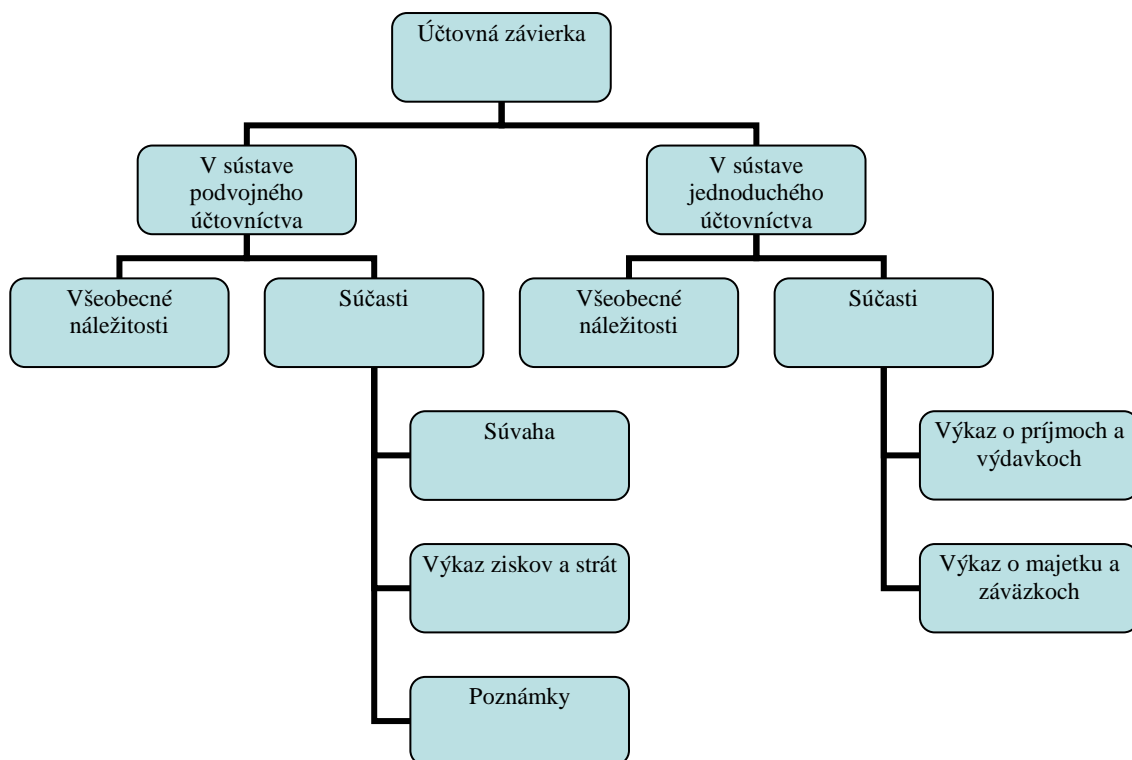 Účtovná závierka
V sústave
podvojného
účtovníctva
V sústave
jednoduchého
účtovníctva
Všeobecné
náležitosti
Súčasti
Všeobecné
náležitosti
Súčasti
Súvaha
Výkaz o príjmoch a
výdavkoch
Výkaz ziskov a strát
Výkaz o majetku a
záväzkoch
Poznámky